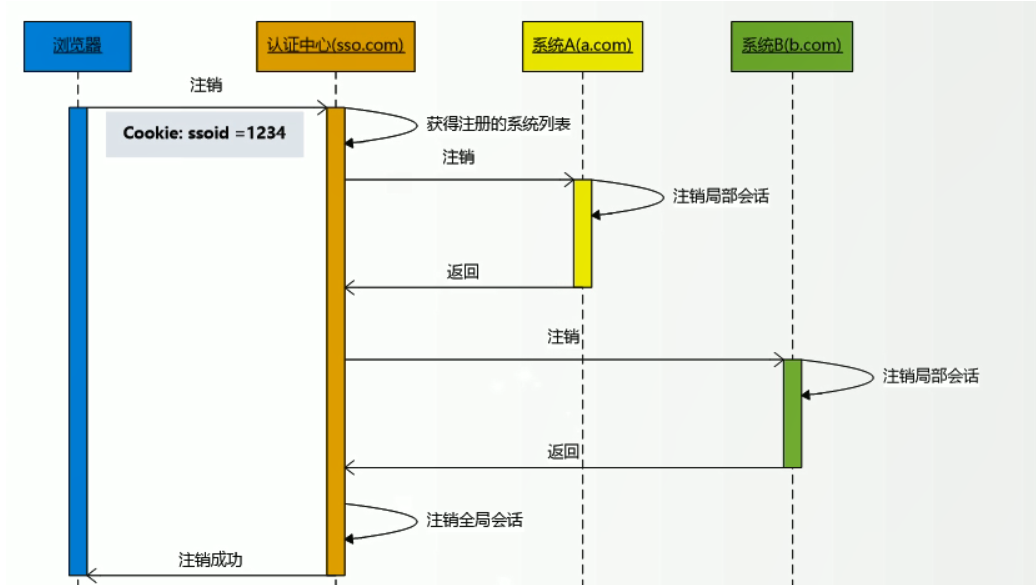 浏览器
认证中心(sso.com)
系统A(a.com)
系统B(b.com)
注销
Cookie: ssoid =1234
获得注册的系统列表
注销
注销局部会话
返回
注销
注销局部会话
返回
注销全局会话
注销成功